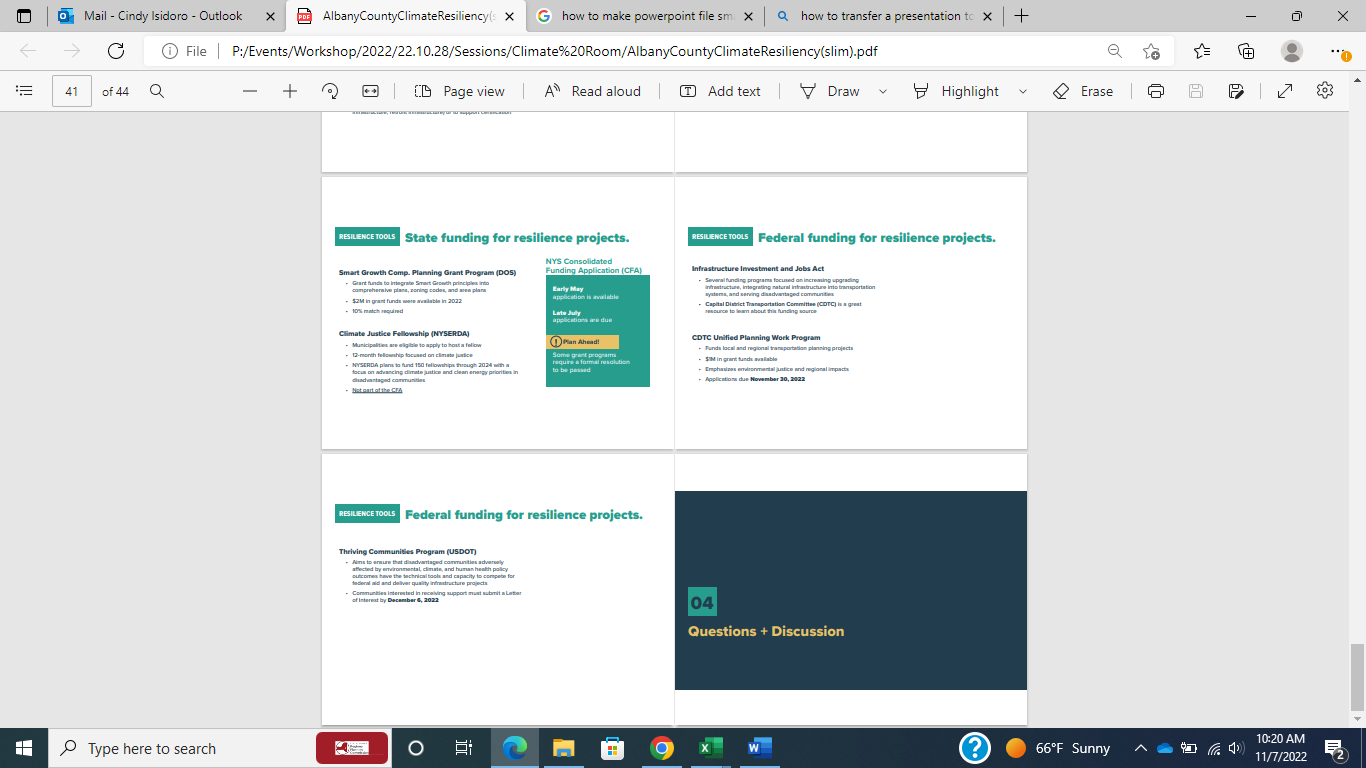 Mail - Cindy Isidoro - Outlook
AlbanyCountyClimateResiliency(s
how to make powerpoint file sma
how to transfer a presentation to
File
P:/Events/Workshop/2022/22.10.28/Sessions/Climate%20Room/AlbanyCountyClimateResiliency(slim).pdf
41 of 44
Page view
Read aloud
Add text
Draw
Highlight
Erase
infrastructure, retrofit infrastructure) or to support certification
RESILIENCE TOOLS
State funding for resilience projects.
Smart Growth Comp. Planning Grant Program (DOS)
• Grant funds to integrate Smart Growth principles into
comprehensive plans, zoning codes, and area plans
• $2M in grant funds were available in 2022
• 10% match required
Climate Justice Fellowship (NYSERDA)
• Municipalities are eligible to apply to host a fellow
• 12-month fellowship focused on climate justice
• NYSERDA plans to fund 150 fellowships through 2024 with a
focus on advancing climate justice and clean energy priorities in
disadvantaged communities
• Not part of the CFA
NYS Consolidated
Funding Application (CFA)
Early May
application is available
Late July
applications are due
! Plan Ahead!
Some grant programs
require a formal resolution
to be passed
RESILIENCE TOOLS
Federal funding for resilience projects.
Infrastructure Investment and Jobs Act
• Several funding programs focused on increasing upgrading
infrastructure, integrating natural infrastructure into transportation
systems, and serving disadvantaged communities
• Capital District Transportation Committee (CDTC) is a great
resource to learn about this funding source
CDTC Unified Planning Work Program
• Funds local and regional transportation planning projects
• $1M in grant funds available
• Emphasizes environmental justice and regional impacts
• Applications due November 30, 2022
RESILIENCE TOOLS
Federal funding for resilience projects.
Thriving Communities Program (USDOT)
• Aims to ensure that disadvantaged communities adversely
affected by environmental, climate, and human health policy
outcomes have the technical tools and capacity to compete for
federal aid and deliver quality infrastructure projects
• Communities interested in receiving support must submit a Letter
of Interest by December 6, 2022
04
Questions + Discussion
Type here to search
66°F Sunny
10:20 AM
11/7/2022
2